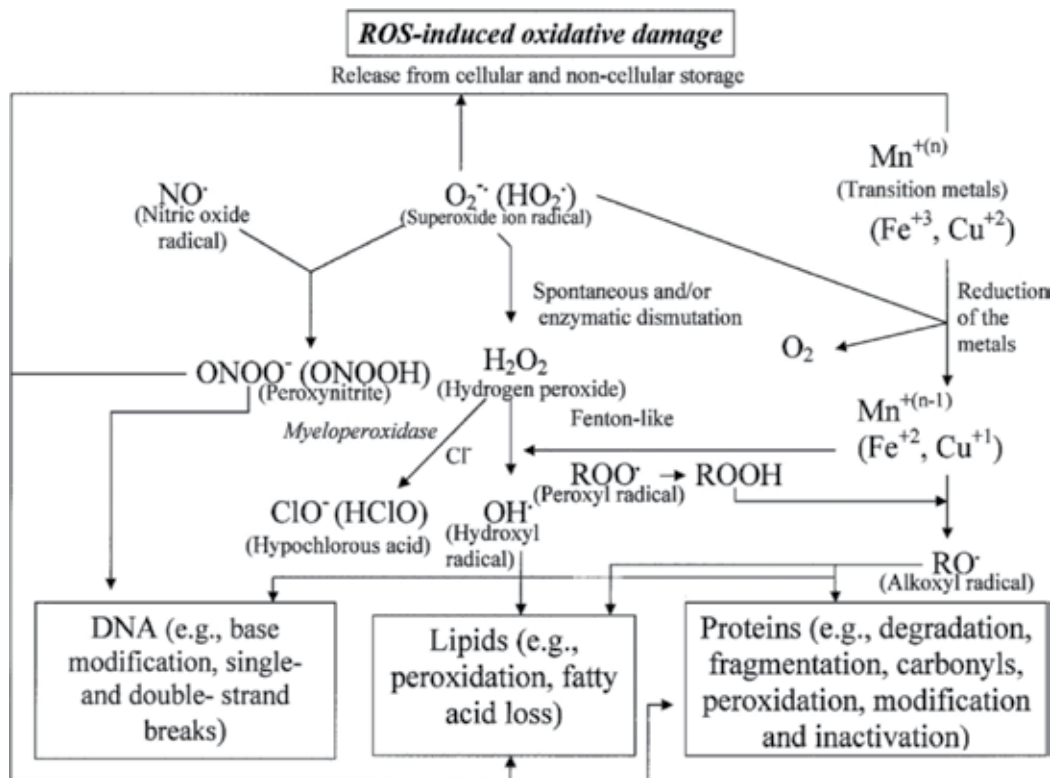 ROS-induced oxidative damage
Release from cellular and non-cellular storage
Mn⁺⁽ⁿ⁾
(Transition metals)
(Fe⁺³, Cu⁺²)
NO˙
(Nitric oxide
radical)
O₂⁻˙ (HO₂˙)
(Superoxide ion radical)
Spontaneous and/or
enzymatic dismutation
Reduction
of the
metals
O₂
ONOO⁻ (ONOOH)
(Peroxynitrite)
H₂O₂
(Hydrogen peroxide)
Mn⁺⁽ⁿ⁻¹⁾
(Fe⁺², Cu⁺¹)
Myeloperoxidase
Cl⁻
Fenton-like
ROO˙
(Peroxyl radical)
ROOH
ClO⁻ (HClO)
(Hypochlorous acid)
OH˙
(Hydroxyl
radical)
RO˙
(Alkoxyl radical)
DNA (e.g., base
modification, single-
and double- strand
breaks)
Lipids (e.g.,
peroxidation, fatty
acid loss)
Proteins (e.g., degradation,
fragmentation, carbonyls,
peroxidation, modification
and inactivation)